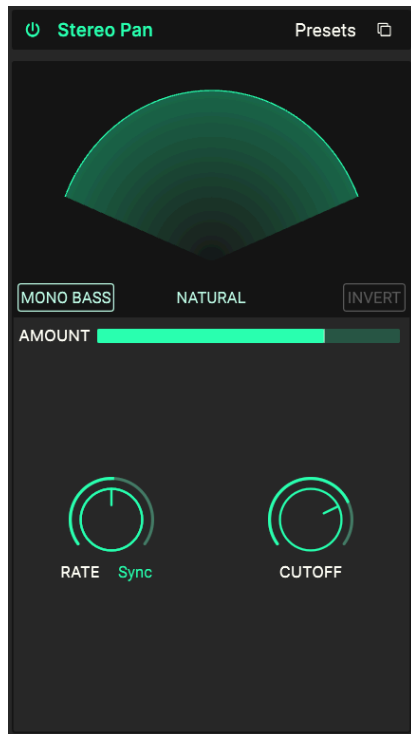 Stereo Pan Presets
MONO BASS NATURAL INVERT
AMOUNT
RATE Sync CUTOFF